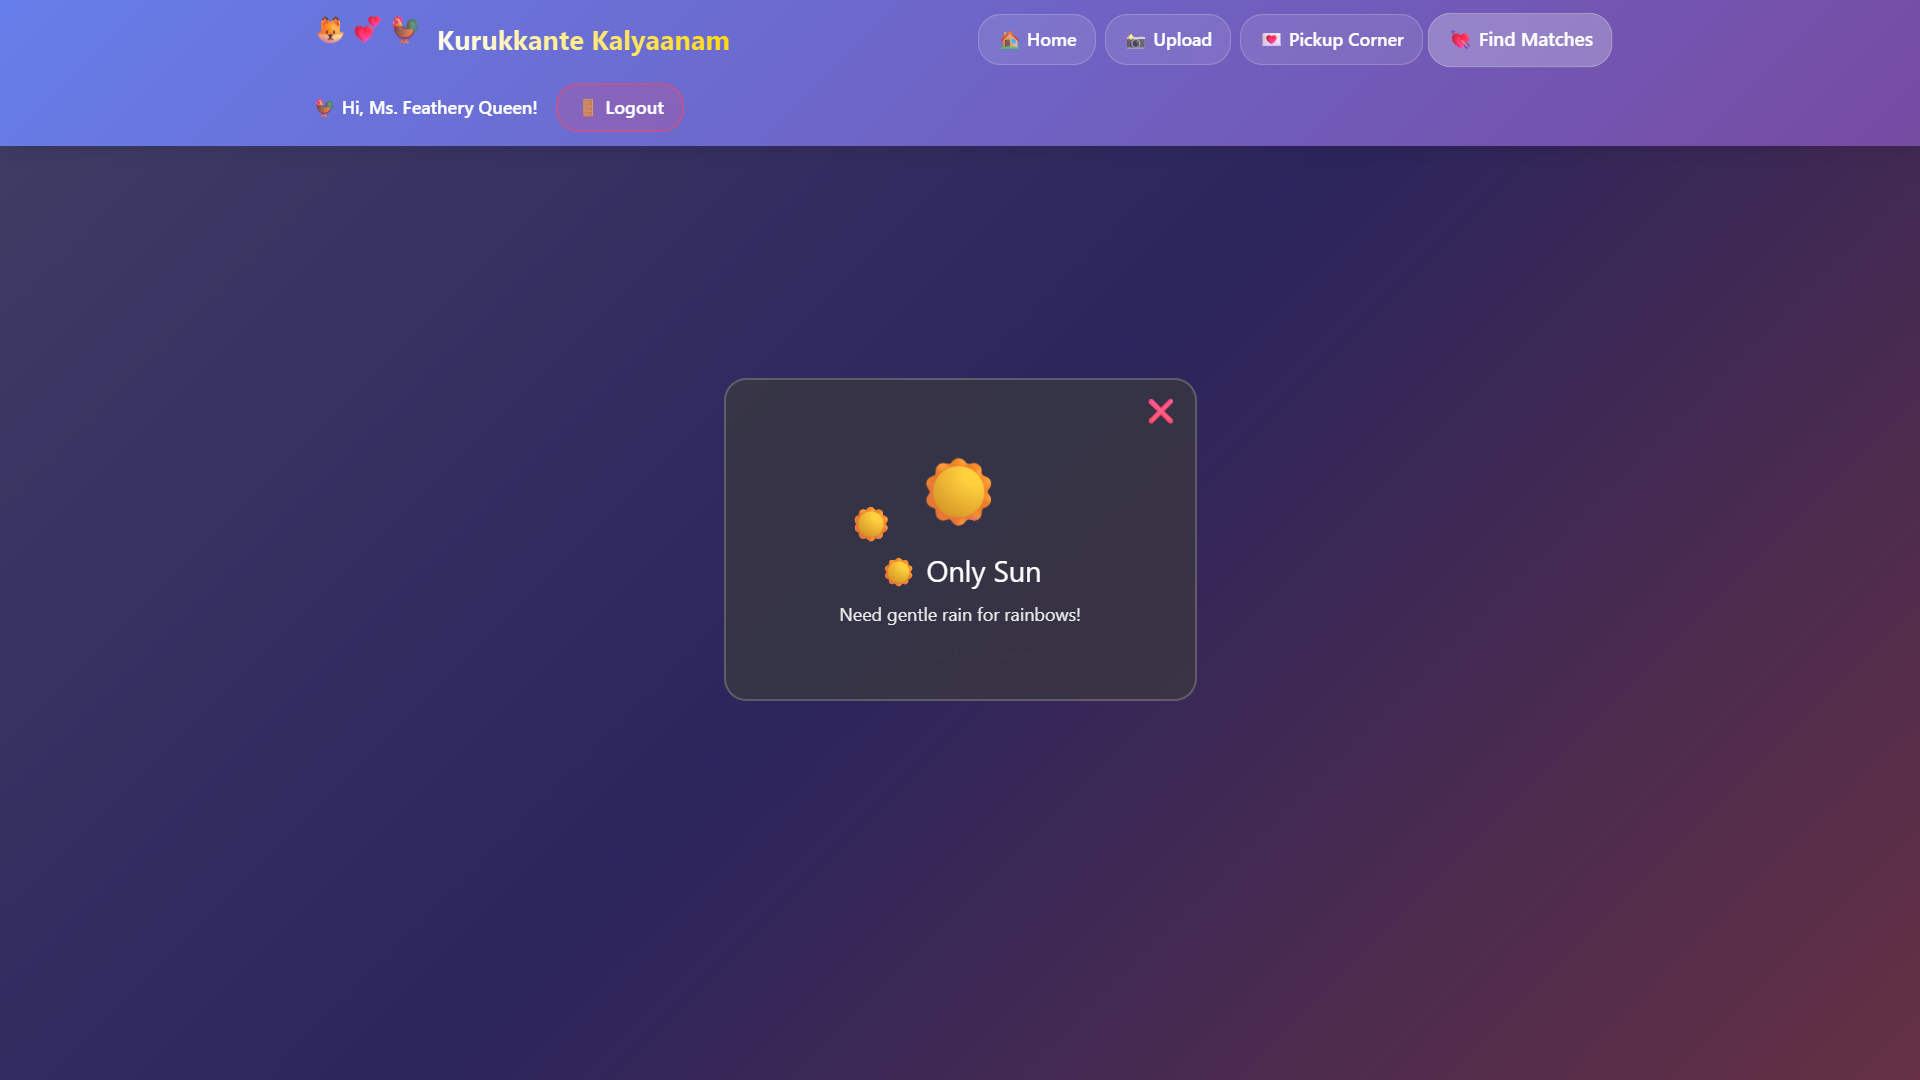 Kurukkante Kalyaanam
Home
Upload
Pickup Corner
Find Matches
Hi, Ms. Feathery Queen!
Logout
Only Sun
Need gentle rain for rainbows!